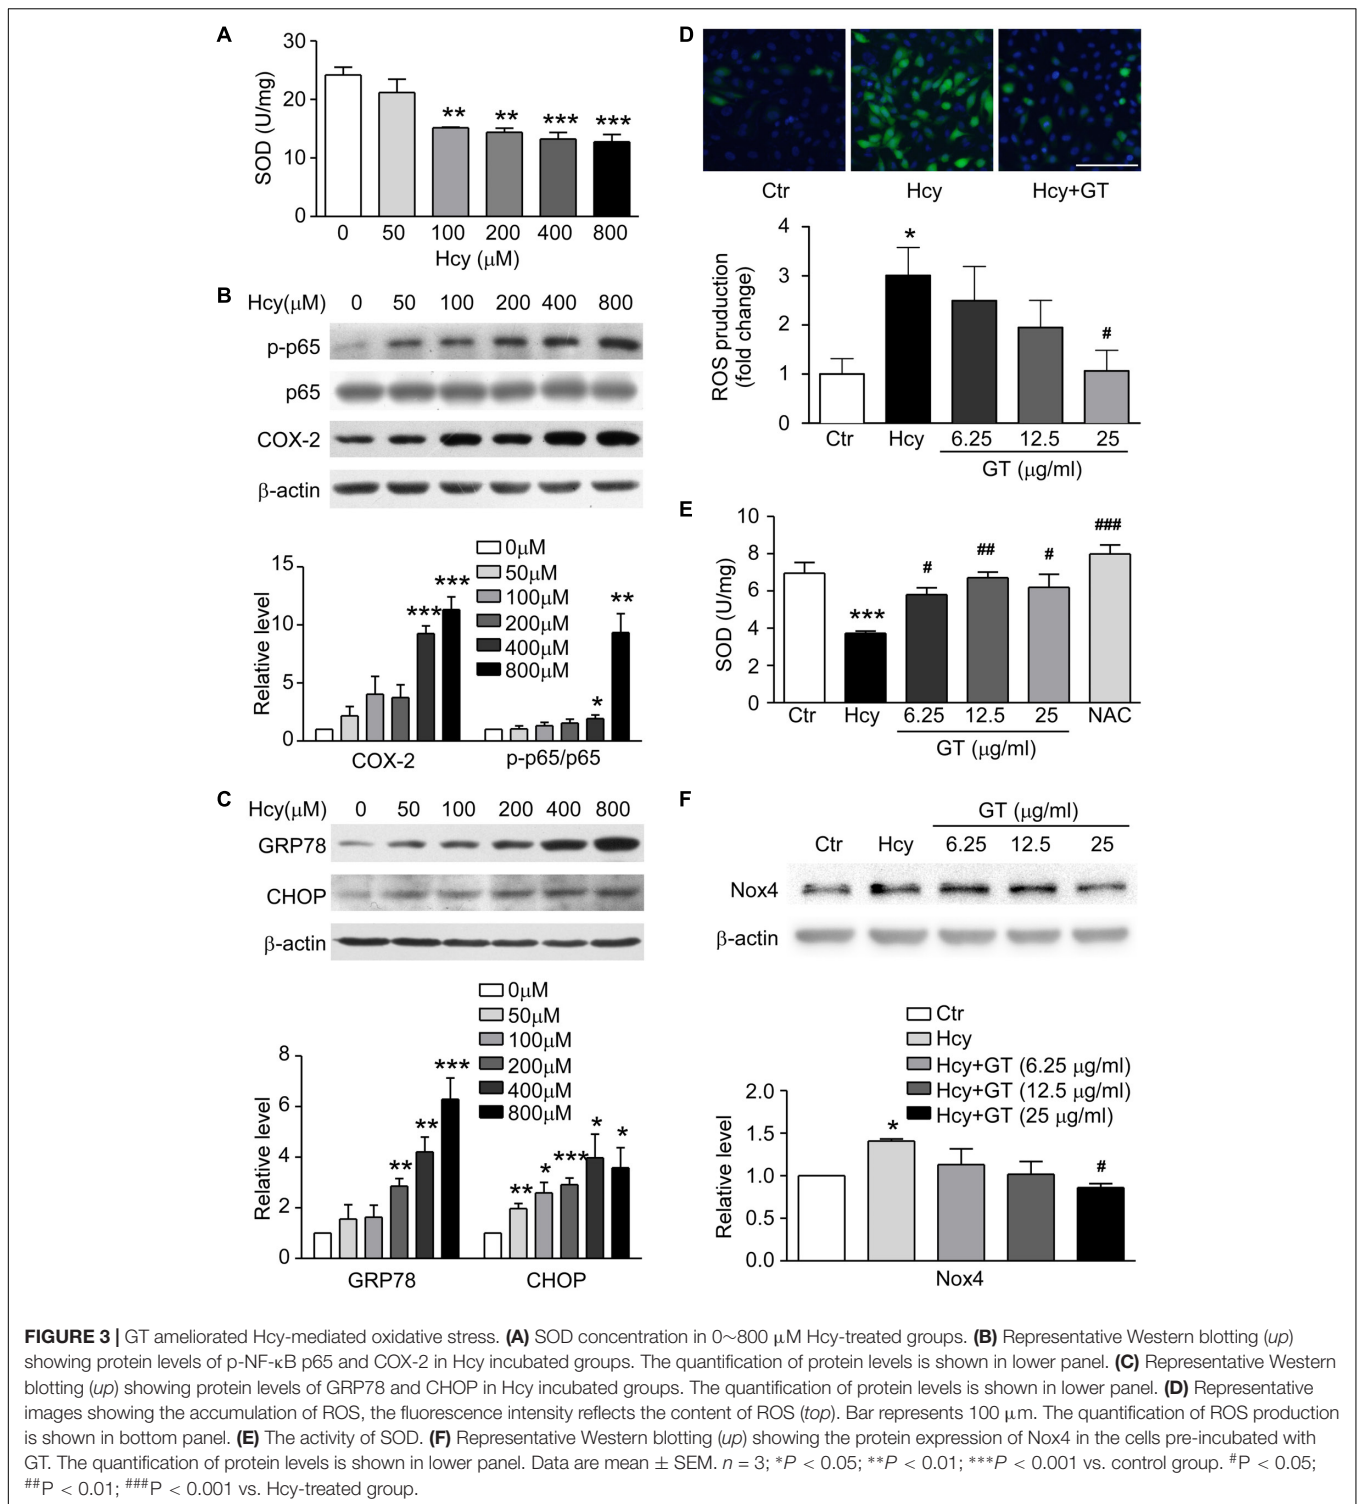 A
30
20
10
0
SOD (U/mg)
** ** *** ***
0 50 100 200 400 800
Hcy (μM)
B
Hcy(μM) 0 50 100 200 400 800
p-p65
p65
COX-2
β-actin
15
10
5
0
Relative level
0μM
50μM
100μM
200μM
400μM
800μM
*** *** * **
COX-2 p-p65/p65
C
Hcy(μM) 0 50 100 200 400 800
GRP78
CHOP
β-actin
0μM
50μM
100μM
200μM
400μM
800μM
8
6
4
2
0
Relative level
** ** *** ** * *** * *
GRP78 CHOP
D
Ctr Hcy Hcy+GT
4
3
2
1
0
ROS pruduction
(fold change)
* #
Ctr Hcy 6.25 12.5 25
GT (μg/ml)
E
10
8
6
4
2
0
SOD (U/mg)
*** # ## # ###
Ctr Hcy 6.25 12.5 25 NAC
GT (μg/ml)
F
GT (μg/ml)
Ctr Hcy 6.25 12.5 25
Nox4
β-actin
Ctr
Hcy
Hcy+GT (6.25 μg/ml)
Hcy+GT (12.5 μg/ml)
Hcy+GT (25 μg/ml)
2.0
1.5
1.0
0.5
0.0
Relative level
* #
Nox4
FIGURE 3 | GT ameliorated Hcy-mediated oxidative stress. (A) SOD concentration in 0~800 μM Hcy-treated groups. (B) Representative Western blotting (up)
showing protein levels of p-NF-κB p65 and COX-2 in Hcy incubated groups. The quantification of protein levels is shown in lower panel. (C) Representative Western
blotting (up) showing protein levels of GRP78 and CHOP in Hcy incubated groups. The quantification of protein levels is shown in lower panel. (D) Representative
images showing the accumulation of ROS, the fluorescence intensity reflects the content of ROS (top). Bar represents 100 μm. The quantification of ROS production
is shown in bottom panel. (E) The activity of SOD. (F) Representative Western blotting (up) showing the protein expression of Nox4 in the cells pre-incubated with
GT. The quantification of protein levels is shown in lower panel. Data are mean ± SEM. n = 3; *P < 0.05; **P < 0.01; ***P < 0.001 vs. control group. #P < 0.05;
##P < 0.01; ###P < 0.001 vs. Hcy-treated group.